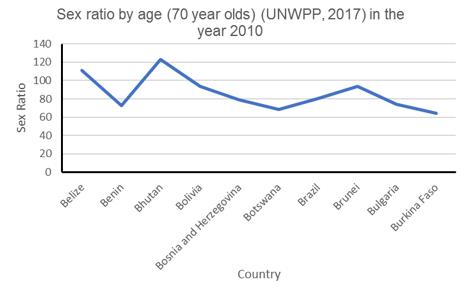 Sex ratio by age (70 year olds) (UNWPP, 2017) in the
year 2010
140
120
100
80
60
40
20
0
Sex Ratio
Belize
Benin
Bhutan
Bolivia
Bosnia and Herzegovina
Botswana
Brazil
Brunei
Bulgaria
Burkina Faso
Country